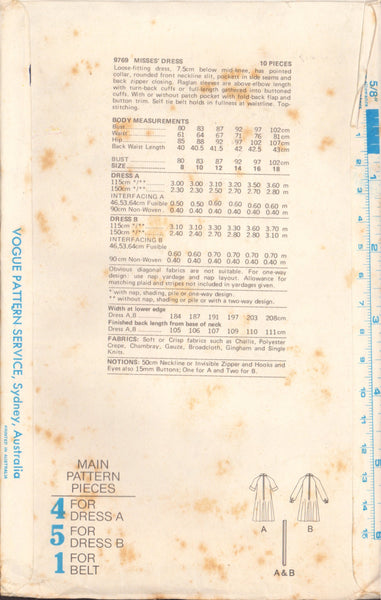 9769 MISSES' DRESS 10 PIECES
Loose-fitting dress, 7.5cm below mid-knee, has pointed
collar, rounded front neckline slit, pockets in side seams and
back zipper closing. Raglan sleeves are above elbow length
with turn-back cuffs or full-length gathered into buttoned
cuffs. With or without patch pocket with fold-back flap and
button trim. Self tie belt holds in fullness at waistline. Top-
stitching.
BODY MEASUREMENTS
Bust 80 83 87 92 97 102cm
Waist 61 64 67 71 76 81cm
Hip 85 88 92 97 102 107cm
Back Waist Length 40 40.5 41.5 42 42.5 43cm
BUST 80 83 87 92 97 102cm
SIZE 8 10 12 14 16 18
DRESS A
115cm */** 3.00 3.00 3.10 3.20 3.50 3.60 m
150cm */** 2.30 2.30 2.50 2.70 2.80 m
INTERFACING A
46,53,64cm Fusible 0.50 0.50 0.60 0.60 0.60 0.60 m
90cm Non-Woven 0.40 0.40 0.40 0.40 0.40 0.40 m
DRESS B
115cm */** 3.10 3.10 3.30 3.30 3.60 3.70 m
150cm */** 2.40 2.40 2.70 2.80 2.80 3.10 m
INTERFACING B
46,53,64cm Fusible
0.60 0.60 0.70 0.70 0.70 0.70 m
90cm Non-Woven 0.40 0.40 0.40 0.40 0.40 0.40 m
Obvious diagonal fabrics are not suitable. For one-way
design: use nap yardage and nap layout. Allowance for
matching plaid and stripes not included in yardages given.
* with nap, shading, pile or one-way design.
** without nap, shading, pile or with a two-way design.
Width at lower edge
Dress A,B 184 187 191 197 203 208cm
Finished back length from base of neck
Dress A,B 105 106 107 109 110 111cm
FABRICS: Soft or Crisp fabrics such as Challis, Polyester
Crepe, Chambray, Gauze, Broadcloth, Gingham and Single
Knits.
NOTIONS: 50cm Neckline or Invisible Zipper and Hooks and
Eyes also 15mm Buttons; One for A and Two for B.
VOGUE PATTERN SERVICE, Sydney, Australia
PRINTED IN AUSTRALIA
5/8"
MAIN
PATTERN
PIECES
4 FOR DRESS A
5 FOR DRESS B
1 FOR BELT
A B
A & B